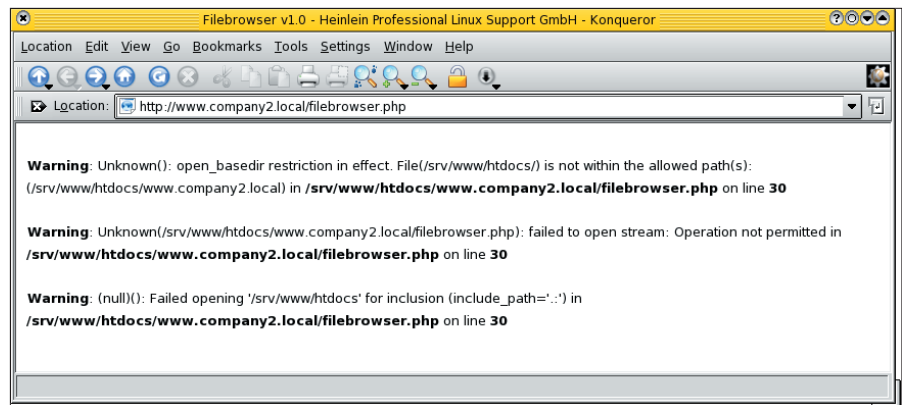 Filebrowser v1.0 - Heinlein Professional Linux Support GmbH - Konqueror
Location Edit View Go Bookmarks Tools Settings Window Help
Location: http://www.company2.local/filebrowser.php
Warning: Unknown(): open_basedir restriction in effect. File(/srv/www/htdocs/) is not within the allowed path(s):
(/srv/www/htdocs/www.company2.local) in /srv/www/htdocs/www.company2.local/filebrowser.php on line 30
Warning: Unknown(/srv/www/htdocs/www.company2.local/filebrowser.php): failed to open stream: Operation not permitted in
/srv/www/htdocs/www.company2.local/filebrowser.php on line 30
Warning: (null)(): Failed opening '/srv/www/htdocs' for inclusion (include_path='.:') in
/srv/www/htdocs/www.company2.local/filebrowser.php on line 30